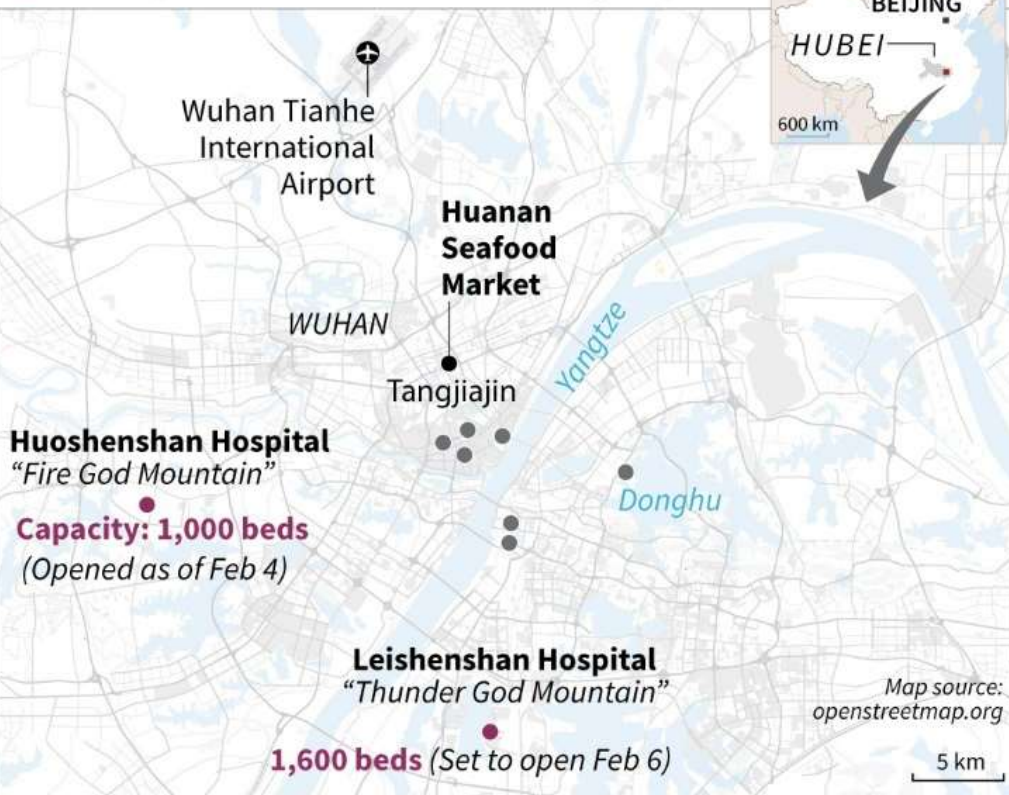 BEIJING
HUBEI
600 km
Wuhan Tianhe
International
Airport
Huanan
Seafood
Market
WUHAN
Yangtze
Tangjiajin
Huoshenshan Hospital
“Fire God Mountain”
Capacity: 1,000 beds
(Opened as of Feb 4)
Donghu
Leishenshan Hospital
“Thunder God Mountain”
1,600 beds (Set to open Feb 6)
Map source:
openstreetmap.org
5 km